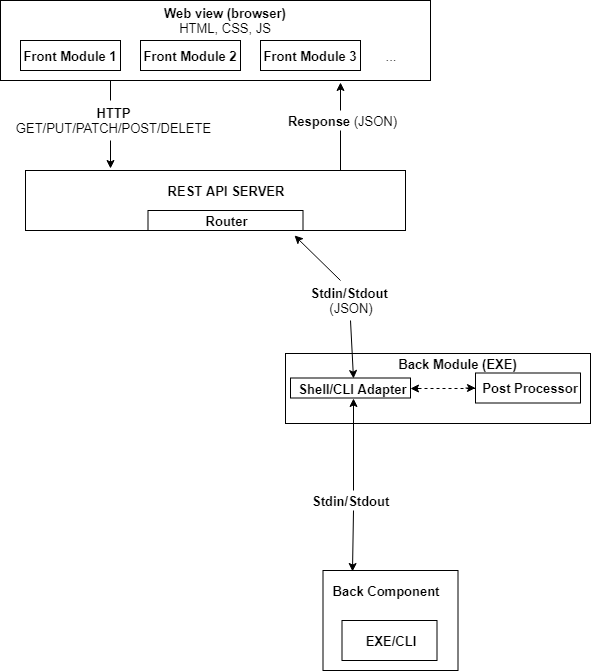 Web view (browser)
HTML, CSS, JS
Front Module 1
Front Module 2
Front Module 3
...
HTTP
GET/PUT/PATCH/POST/DELETE
Response (JSON)
REST API SERVER
Router
Stdin/Stdout
(JSON)
Back Module (EXE)
Shell/CLI Adapter
Post Processor
Stdin/Stdout
Back Component
EXE/CLI